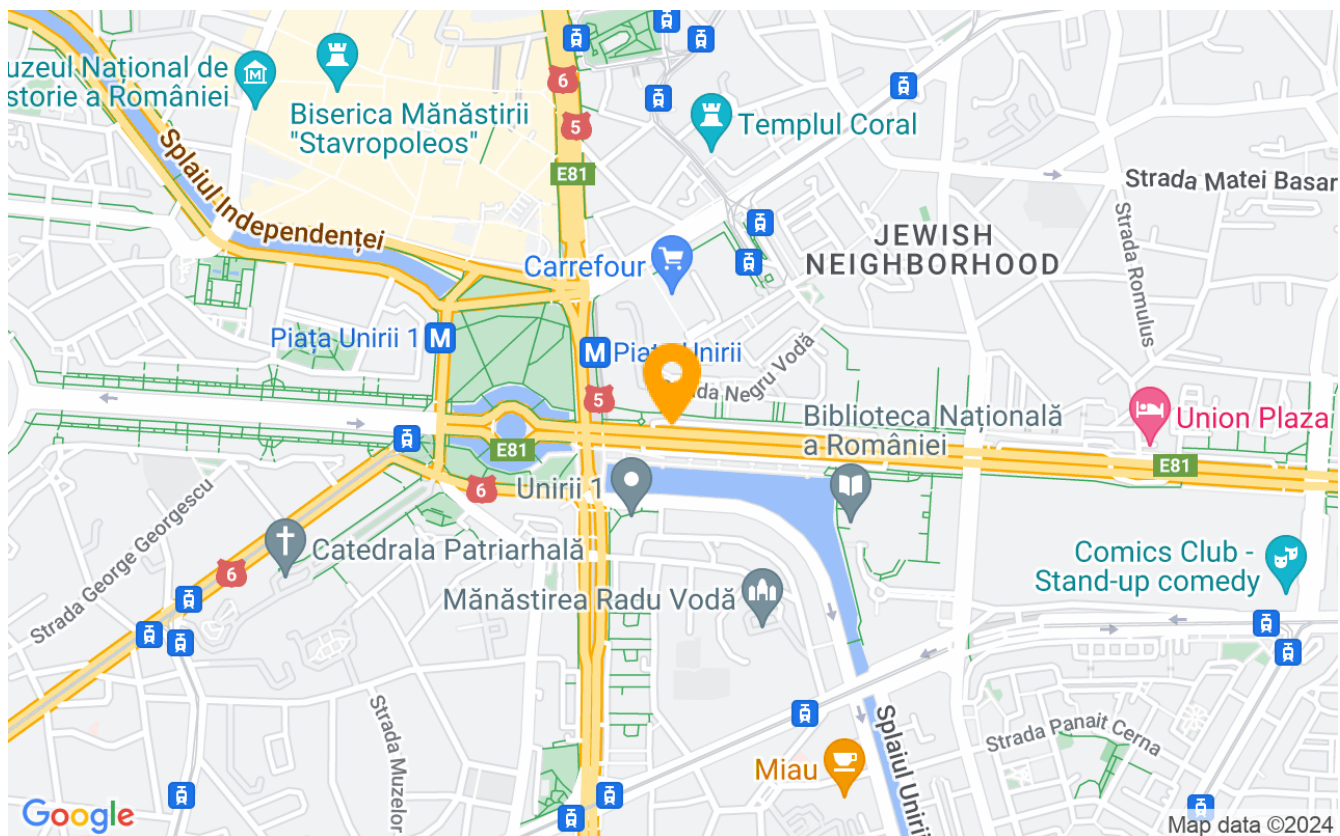 6
uzeul Național de
storie a României
Biserica Mănăstirii
"Stavropoleos"
5
Templul Coral
E81
Strada Matei Basar
Splaiul Independenței
JEWISH
NEIGHBORHOOD
Strada Romulus
Carrefour
Piața Unirii 1
M
M
Strada Negru Vodă
5
Biblioteca Națională
a României
Union Plaza
E81
E81
6
Unirii 1
Strada George Georgescu
Catedrala Patriarhală
6
Comics Club -
Stand-up comedy
Mănăstirea Radu Vodă
Strada Muzelor
Splaiul Unirii
Strada Panait Cerna
Miau
Google
Map data ©2024